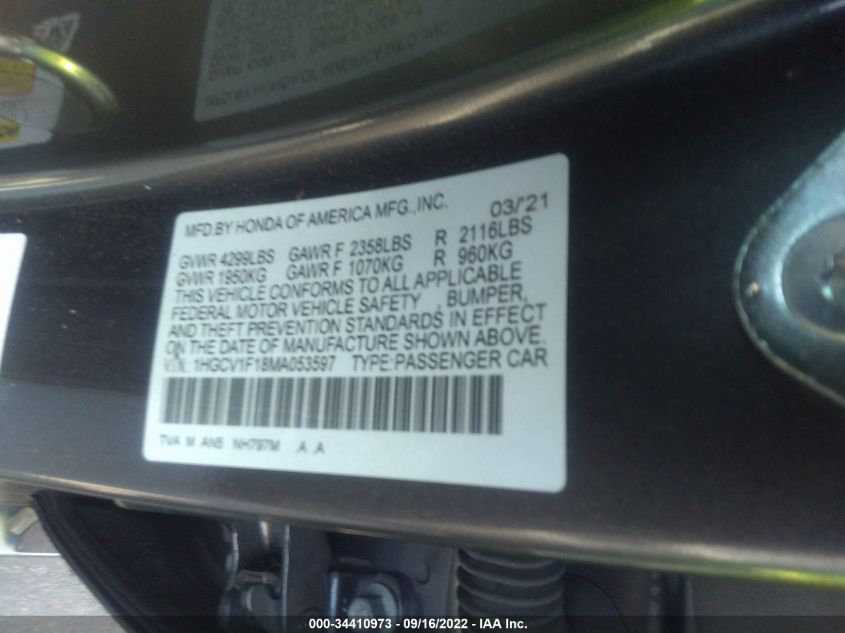 MFD.BY HONDA OF AMERICA MFG.,INC. 03/'21
GVWR 4299LBS GAWR F 2358LBS R 2116LBS
GVWR 1950KG GAWR F 1070KG R 960KG
THIS VEHICLE CONFORMS TO ALL APPLICABLE
FEDERAL MOTOR VEHICLE SAFETY , BUMPER,
AND THEFT PREVENTION STANDARDS IN EFFECT
ON THE DATE OF MANUFACTURE SHOWN ABOVE.
V.I.N.: 1HGCV1F18MA053597 TYPE:PASSENGER CAR
TVA M AN5 NH797M A A
000-34410973 - 09/16/2022 - IAA Inc.